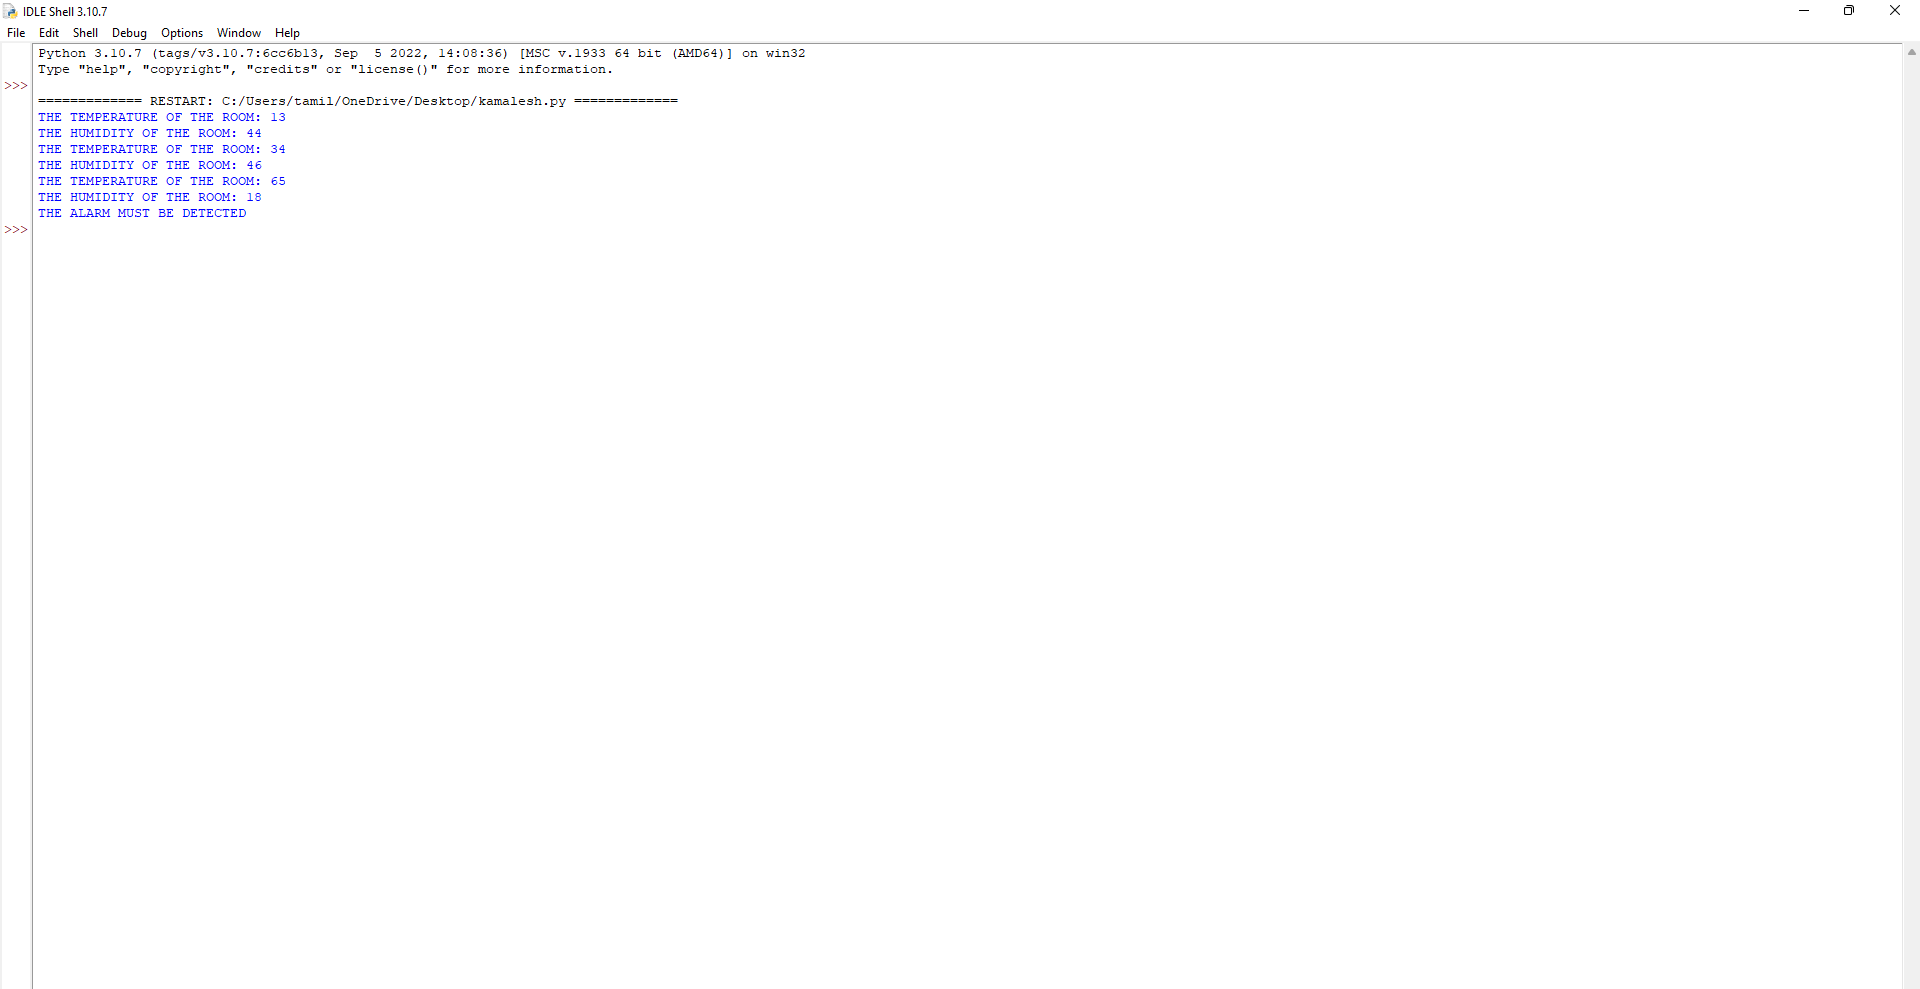 IDLE Shell 3.10.7
File Edit Shell Debug Options Window Help
Python 3.10.7 (tags/v3.10.7:6cc6b13, Sep  5 2022, 14:08:36) [MSC v.1933 64 bit (AMD64)] on win32
Type "help", "copyright", "credits" or "license()" for more information.
>>>
============= RESTART: C:/Users/tamil/OneDrive/Desktop/kamalesh.py =============
THE TEMPERATURE OF THE ROOM: 13
THE HUMIDITY OF THE ROOM: 44
THE TEMPERATURE OF THE ROOM: 34
THE HUMIDITY OF THE ROOM: 46
THE TEMPERATURE OF THE ROOM: 65
THE HUMIDITY OF THE ROOM: 18
THE ALARM MUST BE DETECTED
>>>